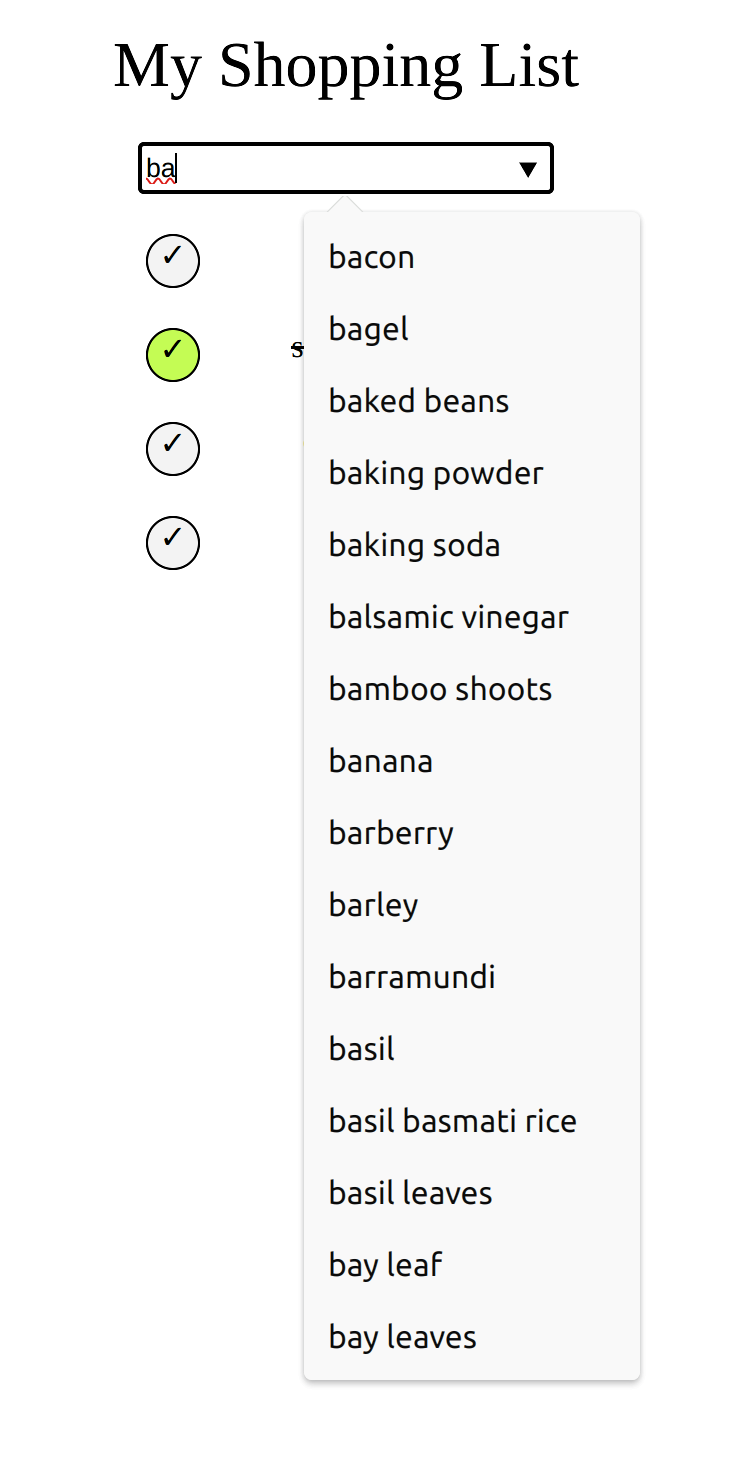 My Shopping List
ba
✓
bacon
bagel
✓
baked beans
✓
baking powder
✓
baking soda
balsamic vinegar
bamboo shoots
banana
barberry
barley
barramundi
basil
basil basmati rice
basil leaves
bay leaf
bay leaves